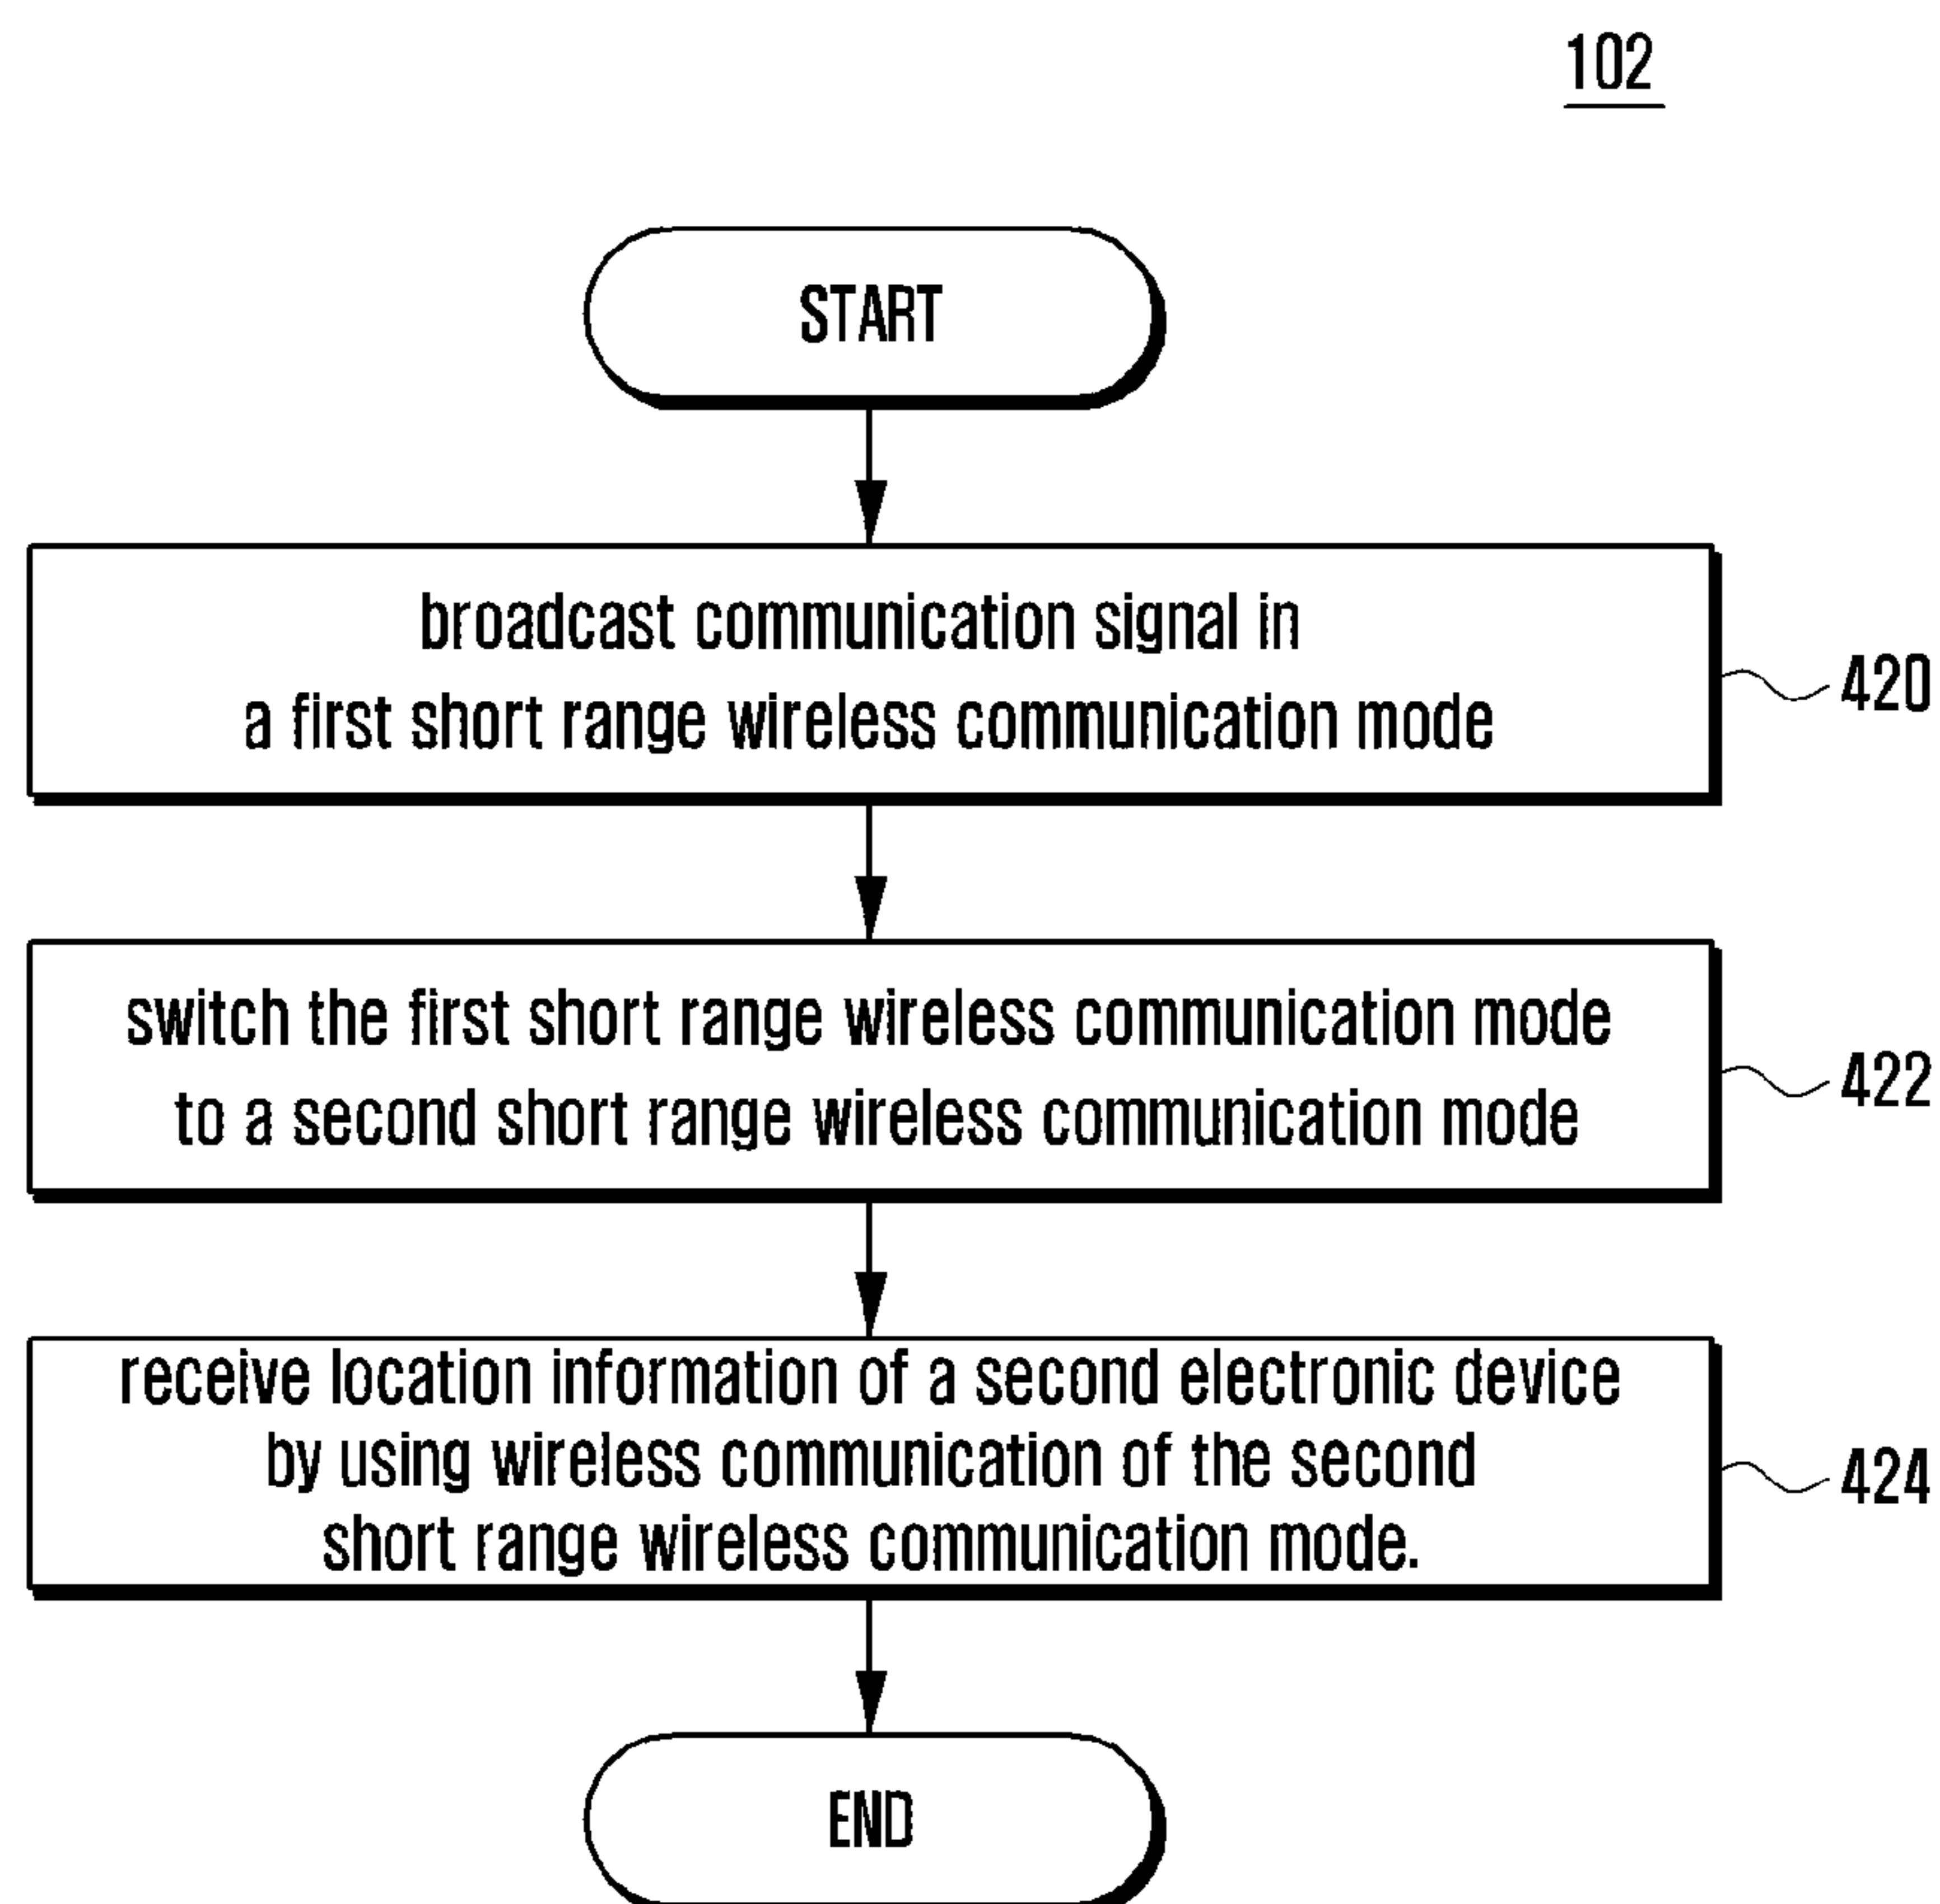 102
START
broadcast communication signal in
a first short range wireless communication mode
420
switch the first short range wireless communication mode
to a second short range wireless communication mode
422
receive location information of a second electronic device
by using wireless communication of the second
short range wireless communication mode.
424
END